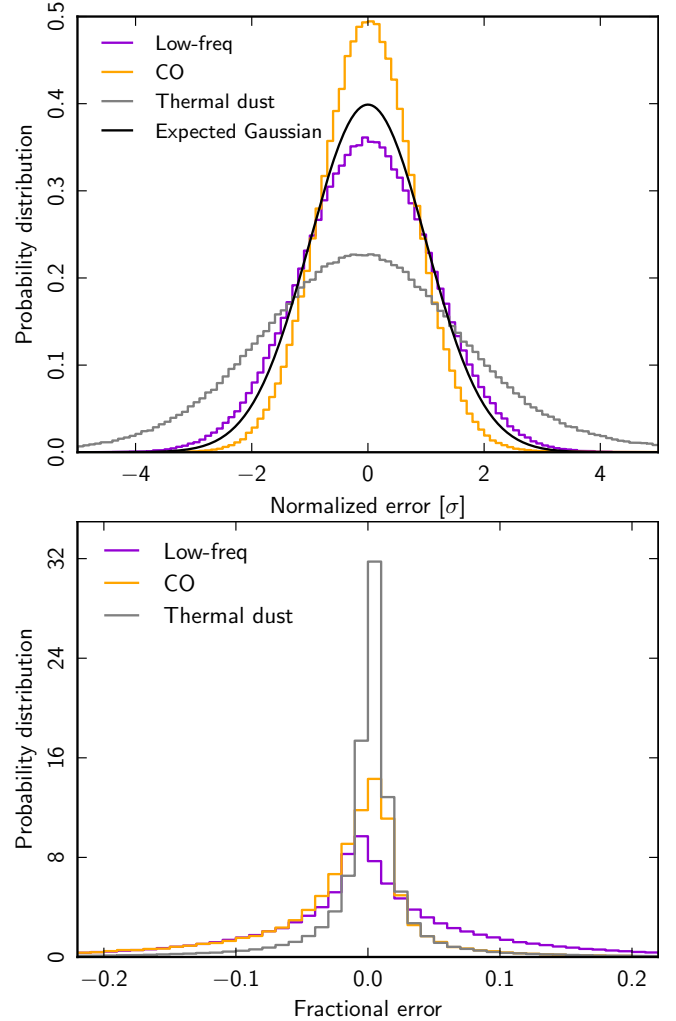 0.5
Low-freq
CO
Thermal dust
Expected Gaussian
0.4
0.3
0.2
0.1
0.0
Probability distribution
−4 −2 0 2 4
Normalized error [σ]
Low-freq
CO
Thermal dust
32
24
16
8
0
Probability distribution
−0.2 −0.1 0.0 0.1 0.2
Fractional error